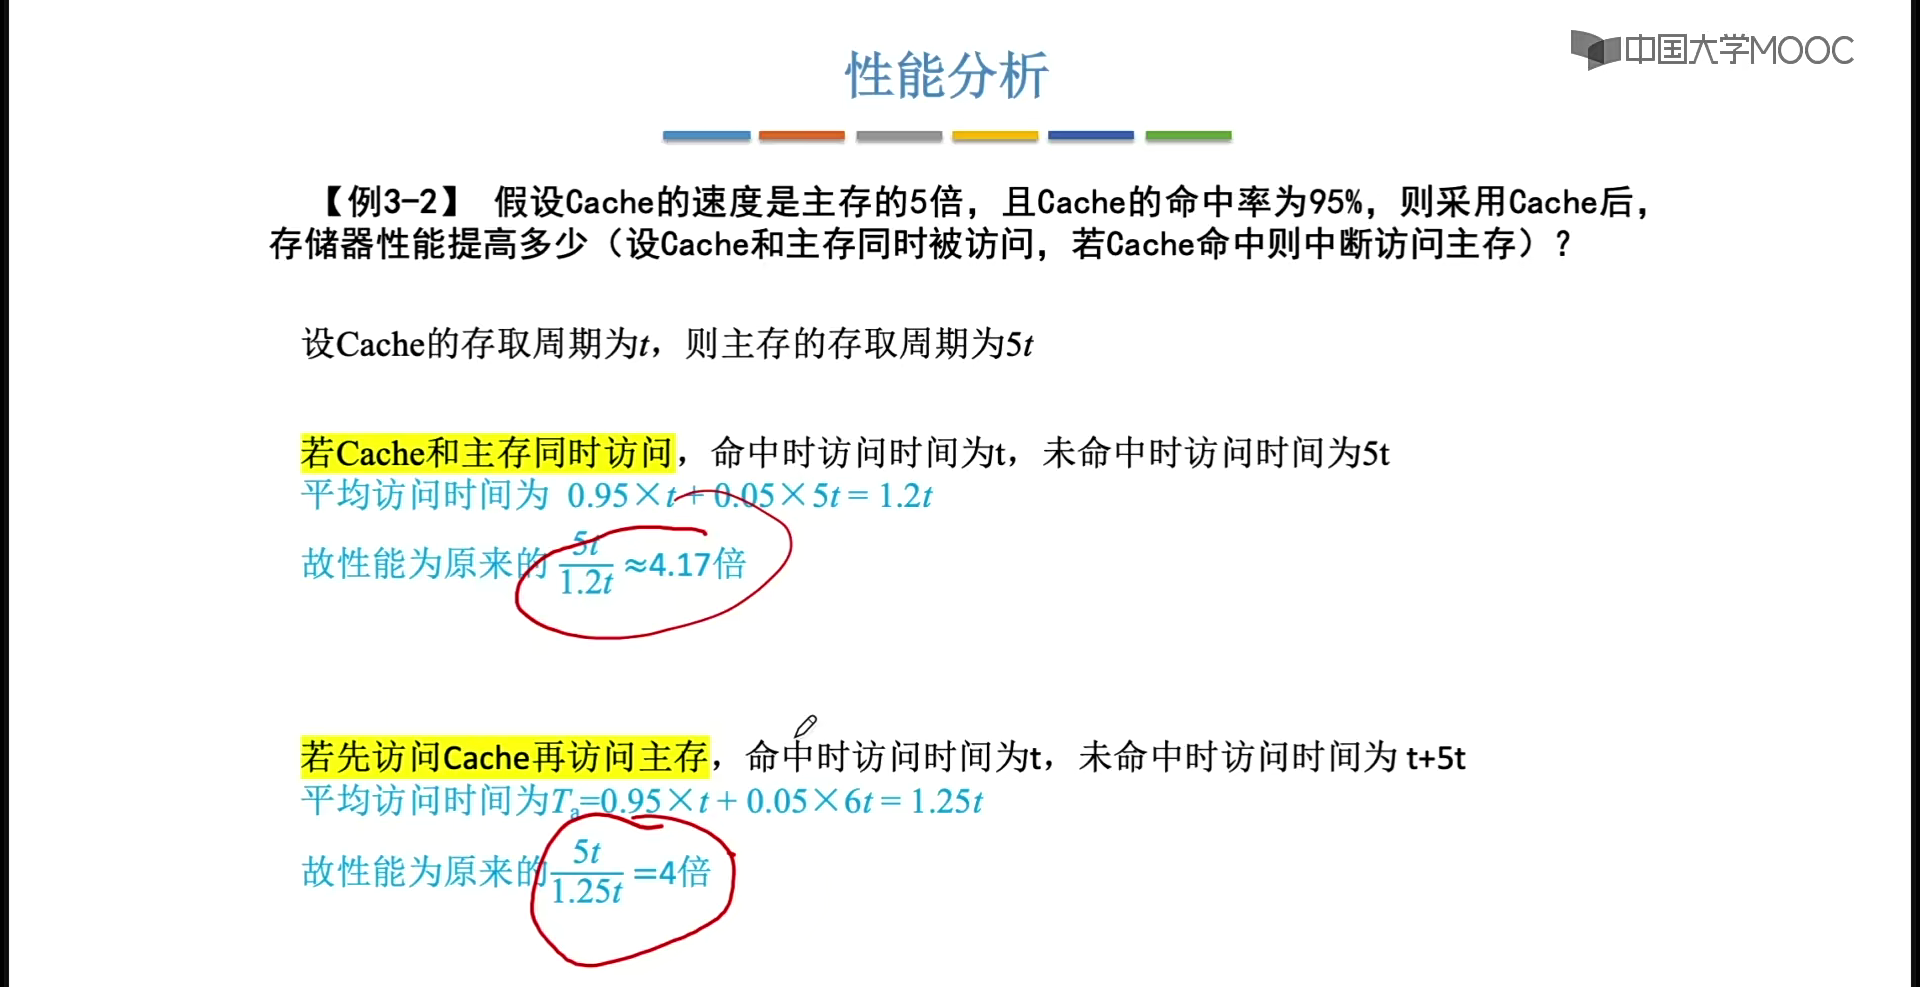 中国大学MOOC
性能分析
【例3-2】 假设Cache的速度是主存的5倍，且Cache的命中率为95%，则采用Cache后，
存储器性能提高多少（设Cache和主存同时被访问，若Cache命中则中断访问主存）？
设Cache的存取周期为t，则主存的存取周期为5t
若Cache和主存同时访问，命中时访问时间为t，未命中时访问时间为5t
平均访问时间为 0.95×t + 0.05×5t = 1.2t
故性能为原来的 5t/1.2t ≈4.17倍
若先访问Cache再访问主存，命中时访问时间为t，未命中时访问时间为 t+5t
平均访问时间为Ta=0.95×t + 0.05×6t = 1.25t
故性能为原来的 5t/1.25t =4倍